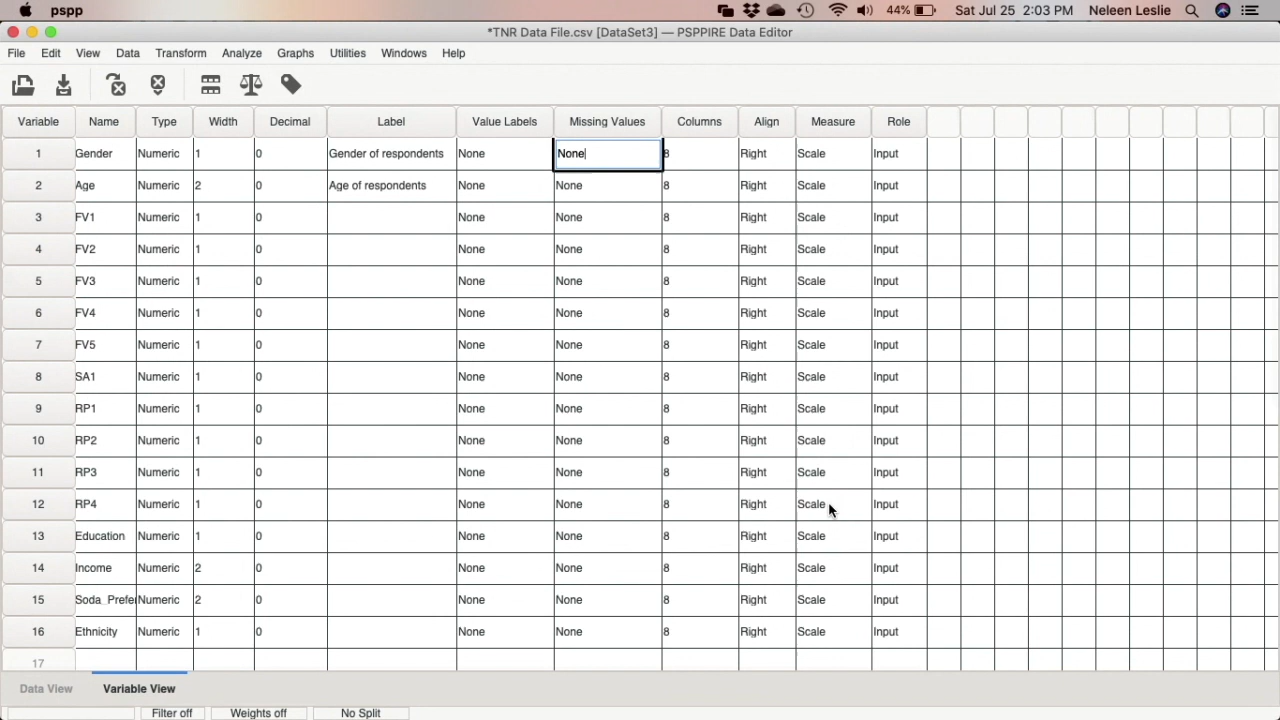 pspp 44% Sat Jul 25 2:03 PM Neleen Leslie
*TNR Data File.csv [DataSet3] — PSPPIRE Data Editor
File Edit View Data Transform Analyze Graphs Utilities Windows Help
Variable Name Type Width Decimal Label Value Labels Missing Values Columns Align Measure Role
1 Gender Numeric 1 0 Gender of respondents None None 8 Right Scale Input
2 Age Numeric 2 0 Age of respondents None None 8 Right Scale Input
3 FV1 Numeric 1 0 None None 8 Right Scale Input
4 FV2 Numeric 1 0 None None 8 Right Scale Input
5 FV3 Numeric 1 0 None None 8 Right Scale Input
6 FV4 Numeric 1 0 None None 8 Right Scale Input
7 FV5 Numeric 1 0 None None 8 Right Scale Input
8 SA1 Numeric 1 0 None None 8 Right Scale Input
9 RP1 Numeric 1 0 None None 8 Right Scale Input
10 RP2 Numeric 1 0 None None 8 Right Scale Input
11 RP3 Numeric 1 0 None None 8 Right Scale Input
12 RP4 Numeric 1 0 None None 8 Right Scale Input
13 Education Numeric 1 0 None None 8 Right Scale Input
14 Income Numeric 2 0 None None 8 Right Scale Input
15 Soda_Prefer Numeric 2 0 None None 8 Right Scale Input
16 Ethnicity Numeric 1 0 None None 8 Right Scale Input
17
Data View Variable View
Filter off Weights off No Split